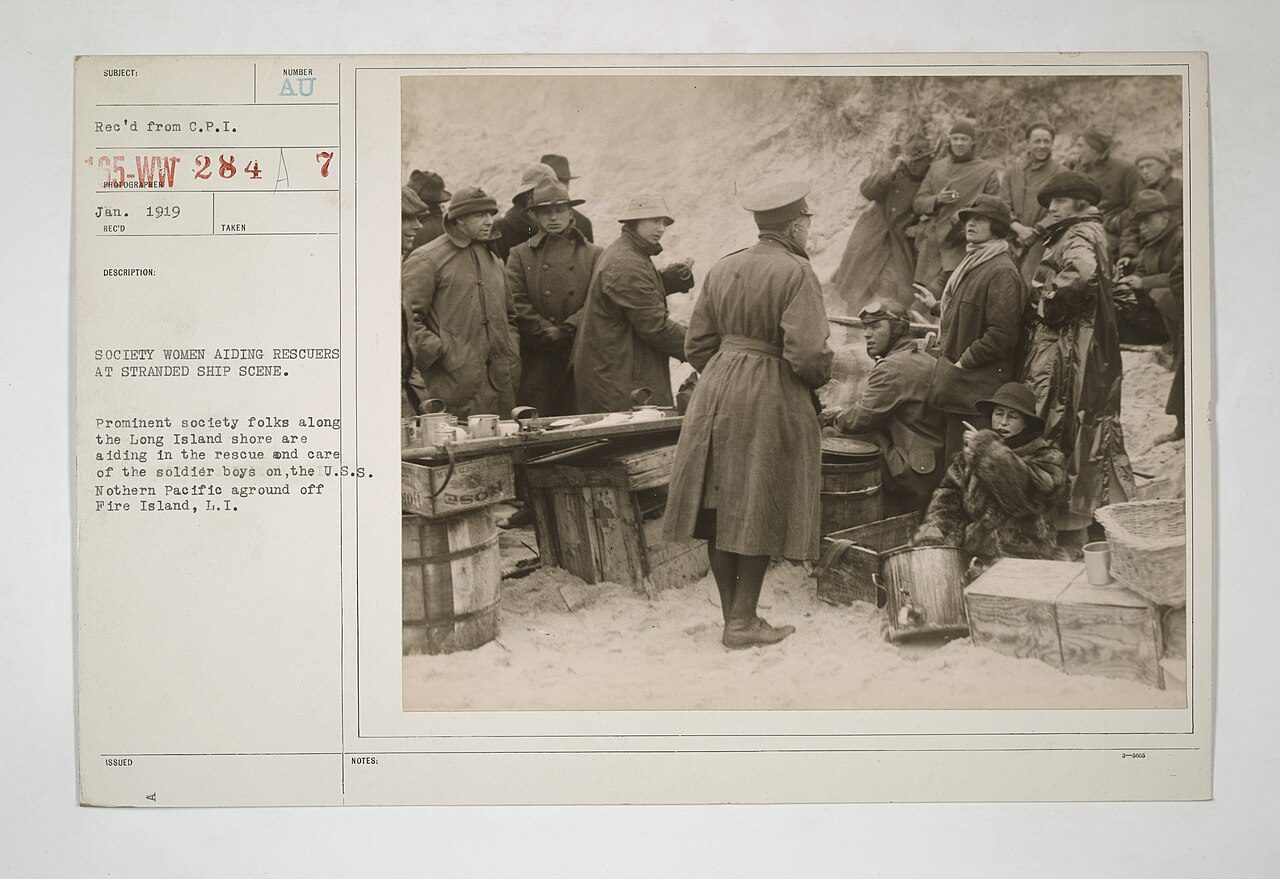 SUBJECT:
NUMBER
AU
Rec'd from C.P.I.
165-WW 284 A 7
PHOTOGRAPHER
Jan. 1919
REC'D
TAKEN
DESCRIPTION:
SOCIETY WOMEN AIDING RESCUERS
AT STRANDED SHIP SCENE.
Prominent society folks along
the Long Island shore are
aiding in the rescue and care
of the soldier boys on,the U.S.S.
Nothern Pacific aground off
Fire Island, L.I.
ISSUED
NOTES:
3—5605
A